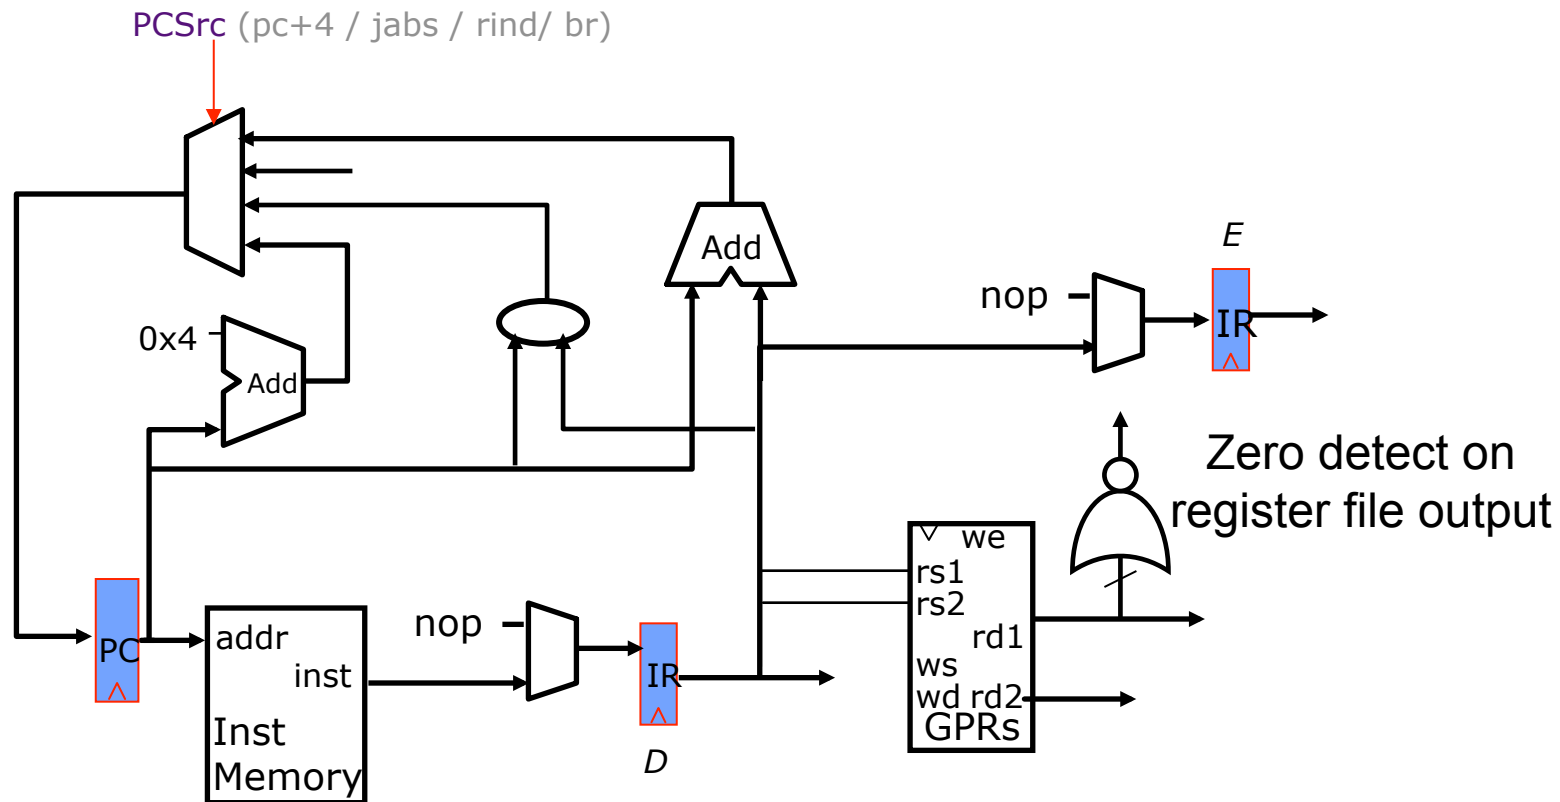 PCSrc (pc+4 / jabs / rind/ br)
E
Add
nop
IR
0x4
Add
Zero detect on
register file output
we
rs1
rs2
nop
addr
PC
rd1
inst
IR
ws
wd rd2
GPRs
Inst
Memory
D